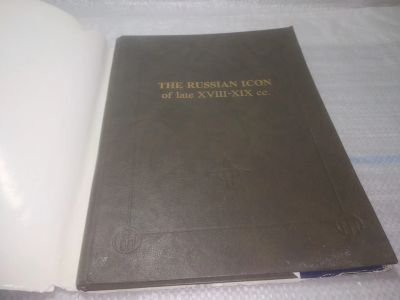 THE RUSSIAN ICON
of late XVIII-XIX cc.